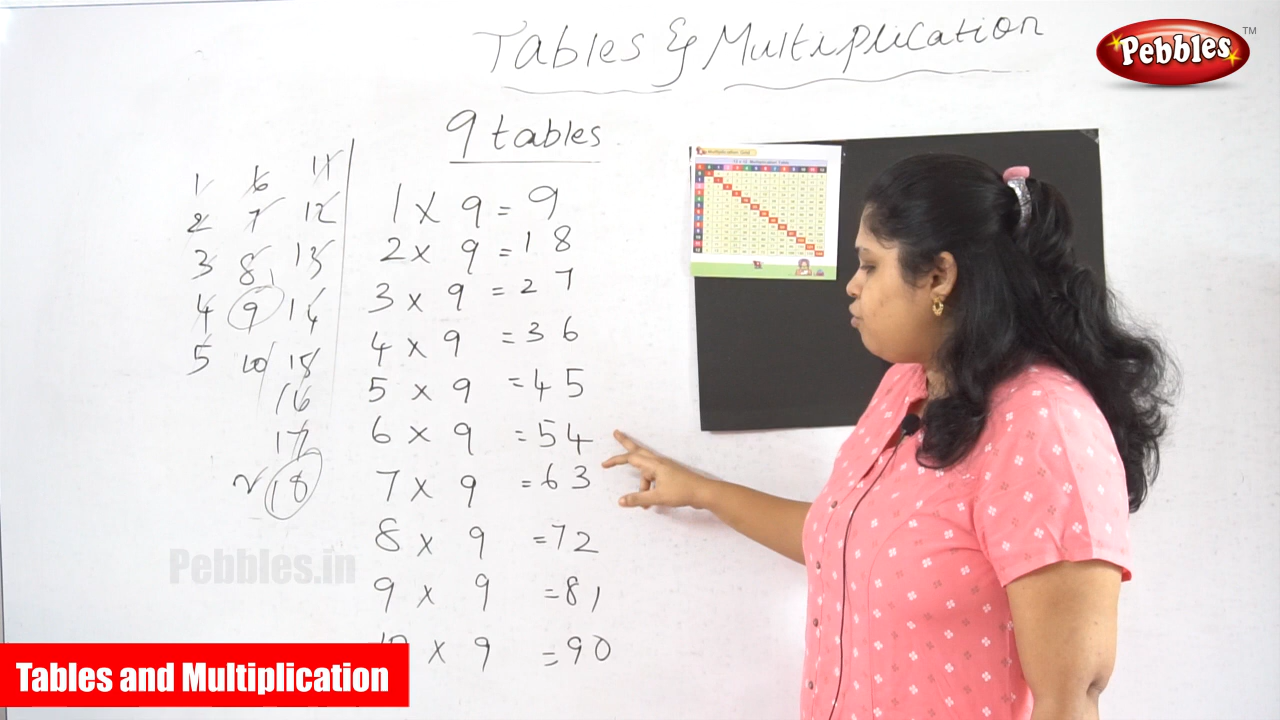 Tables & Multiplication
Pebbles™
9 tables
1 6 11
2 7 12
3 8 13
4 9 14
5 10 15
16
17
18
1 × 9 = 9
2 × 9 = 18
3 × 9 = 27
4 × 9 = 36
5 × 9 = 45
6 × 9 = 54
7 × 9 = 63
8 × 9 = 72
9 × 9 = 81
× 9 = 90
Pebbles.in
Tables and Multiplication